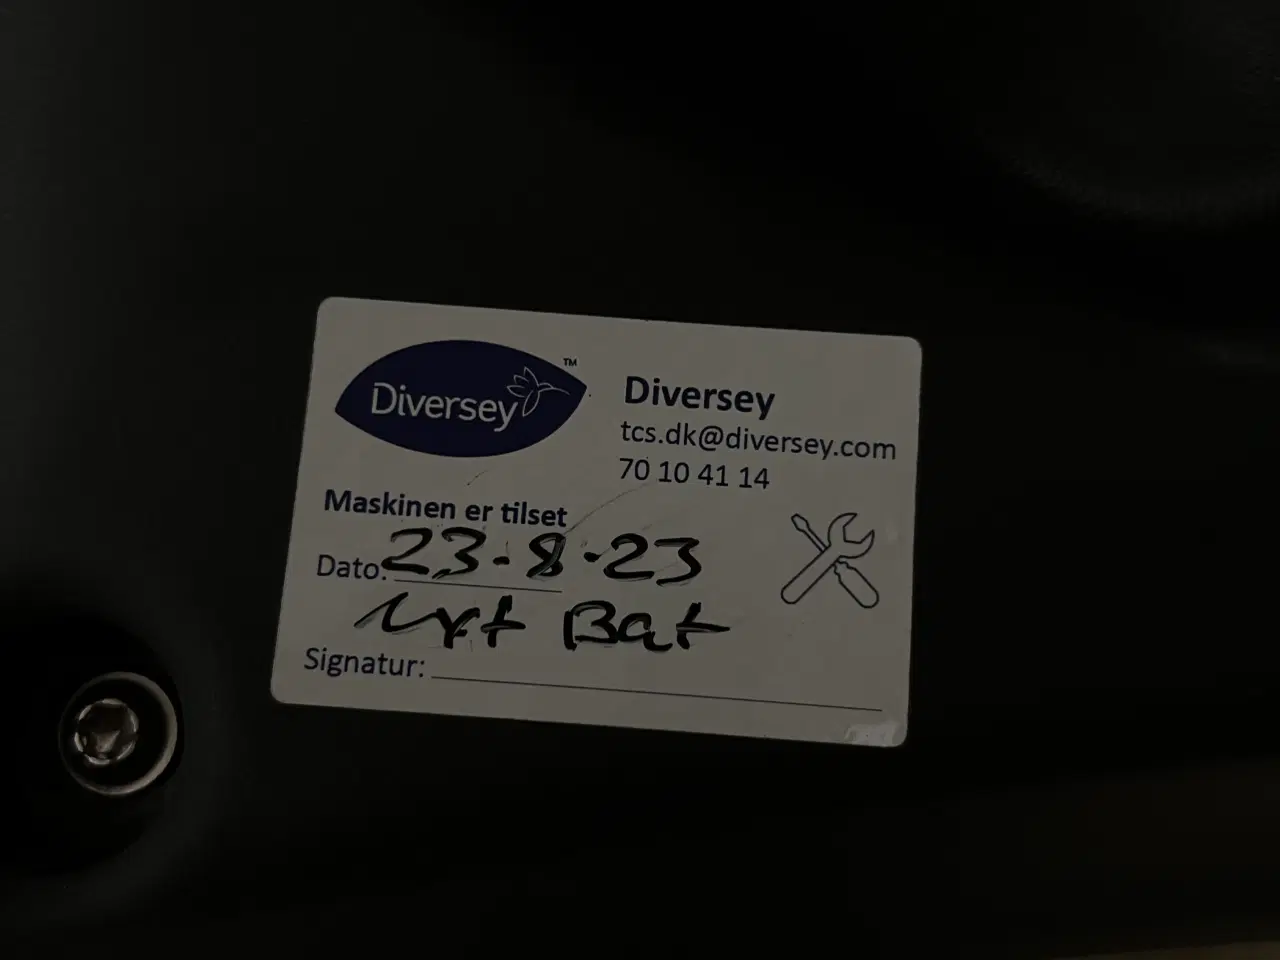 Diversey™
Diversey
tcs.dk@diversey.com
70 10 41 14
Maskinen er tilset
Dato: 23-8-23
Nyt Bat
Signatur: